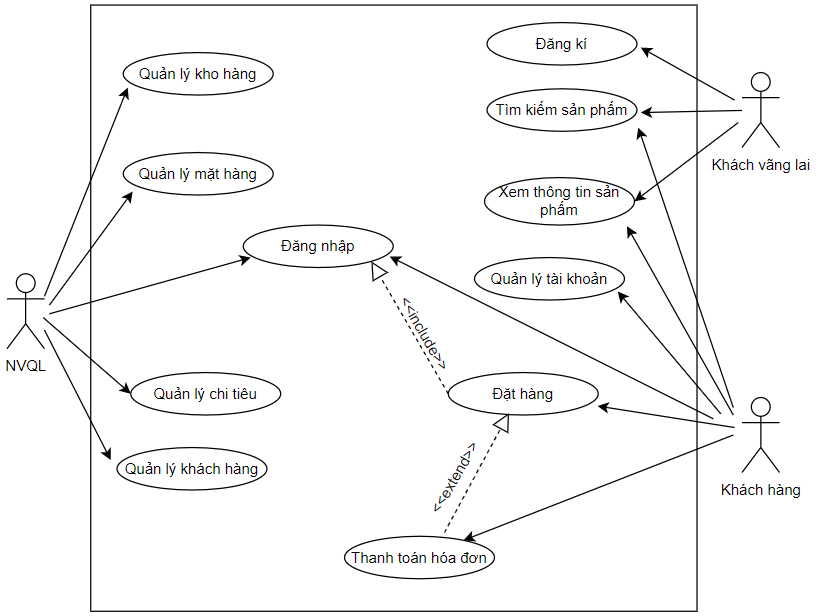 Đăng kí
Quản lý kho hàng
Tìm kiếm sản phẩm
Khách vãng lai
Quản lý mặt hàng
Xem thông tin sản
phẩm
Đăng nhập
Quản lý tài khoản
<<include>>
NVQL
Quản lý chi tiêu
Đặt hàng
Quản lý khách hàng
<<extend>>
Khách hàng
Thanh toán hóa đơn